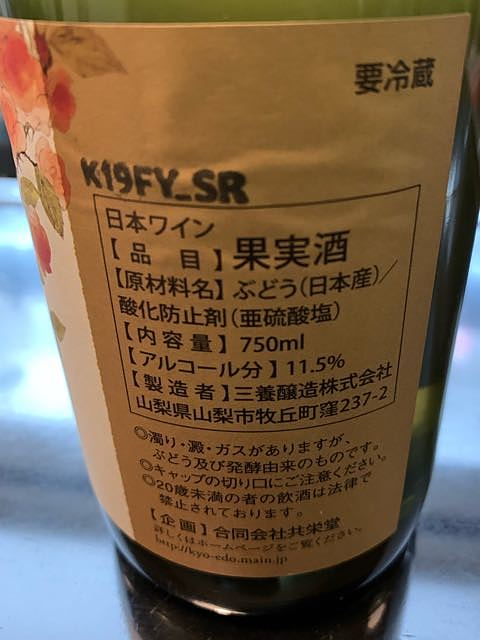 要冷蔵
K19FY_SR
日本ワイン
【品目】果実酒
【原材料名】ぶどう(日本産)／
酸化防止剤(亜硫酸塩)
【内容量】750ml
【アルコール分】11.5%
【製造者】三養醸造株式会社
山梨県山梨市牧丘町窪237-2
◎濁り・澱・ガスがありますが、
ぶどう及び発酵由来のものです。
◎キャップの切り口にご注意ください。
◎20歳未満の者の飲酒は法律で
禁止されております。
【企画】合同会社共栄堂
詳しくはホームページをご覧ください。
http://kyo-edo.main.jp